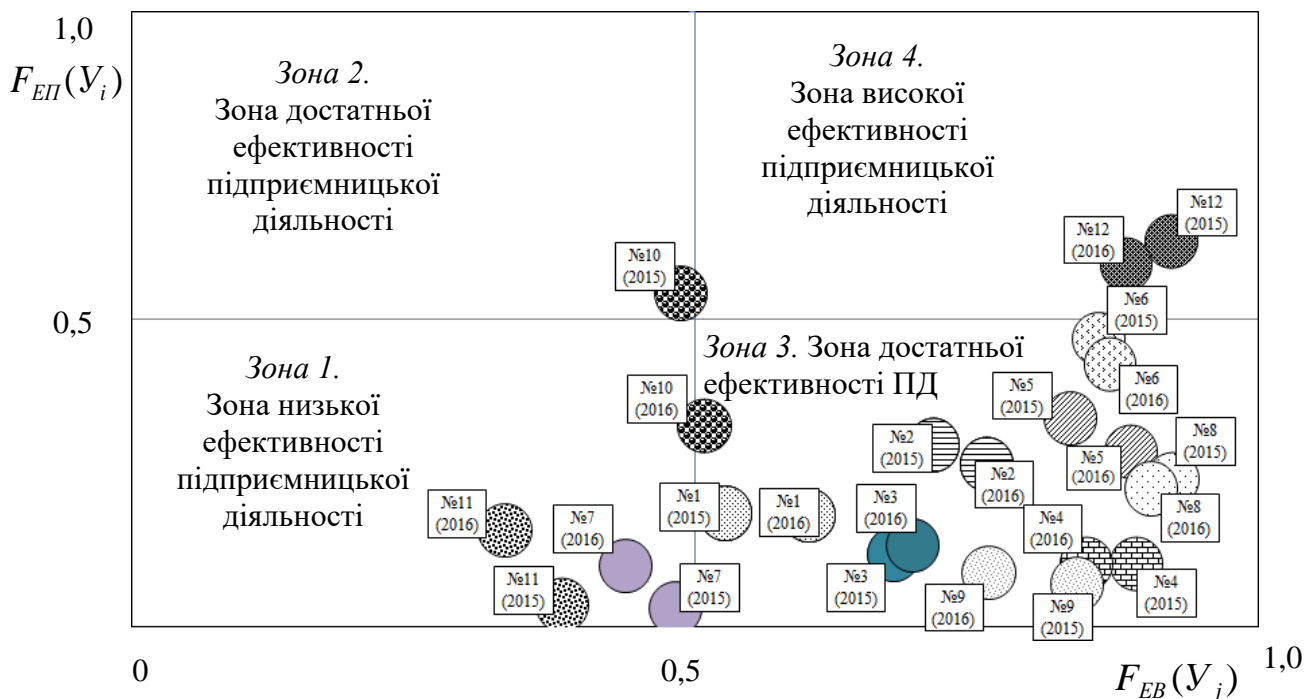 1,0
F_ЕП(У_i)
Зона 2.
Зона достатньої
ефективності
підприємницької
діяльності
Зона 4.
Зона високої
ефективності
підприємницької
діяльності
№12
(2015)
№12
(2016)
№10
(2015)
№6
(2015)
0,5
Зона 1.
Зона низької
ефективності
підприємницької
діяльності
Зона 3. Зона достатньої
ефективності ПД
№10
(2016)
№5
(2015)
№6
(2016)
№2
(2015)
№5
(2016)
№8
(2015)
№2
(2016)
№8
(2016)
№11
(2016)
№7
(2016)
№1
(2015)
№1
(2016)
№3
(2016)
№4
(2016)
№11
(2015)
№7
(2015)
№3
(2015)
№9
(2016)
№9
(2015)
№4
(2015)
0
0,5
1,0
F_ЕВ(У_i)